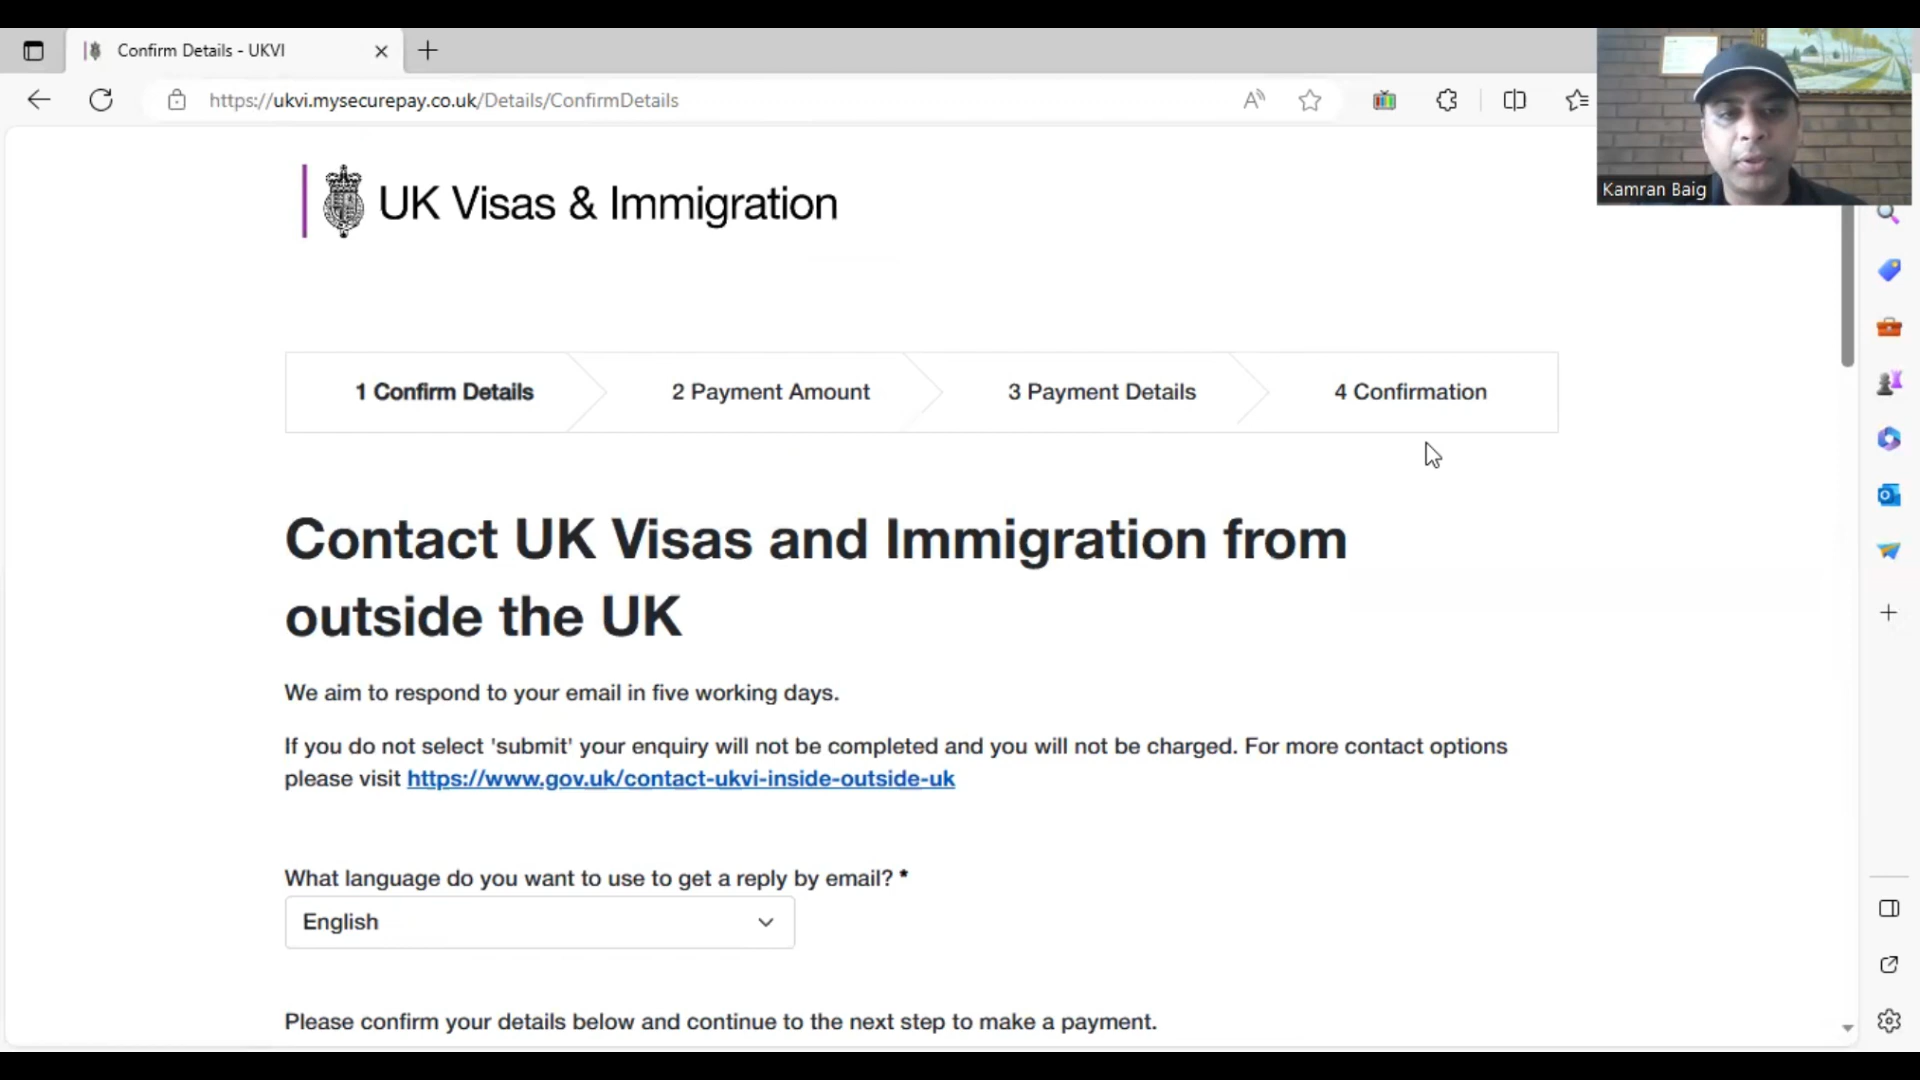 Confirm Details - UKVI
https://ukvi.mysecurepay.co.uk/Details/ConfirmDetails
Kamran Baig
UK Visas & Immigration
1 Confirm Details
2 Payment Amount
3 Payment Details
4 Confirmation
Contact UK Visas and Immigration from
outside the UK
We aim to respond to your email in five working days.
If you do not select 'submit' your enquiry will not be completed and you will not be charged. For more contact options
please visit https://www.gov.uk/contact-ukvi-inside-outside-uk
What language do you want to use to get a reply by email? *
English
Please confirm your details below and continue to the next step to make a payment.